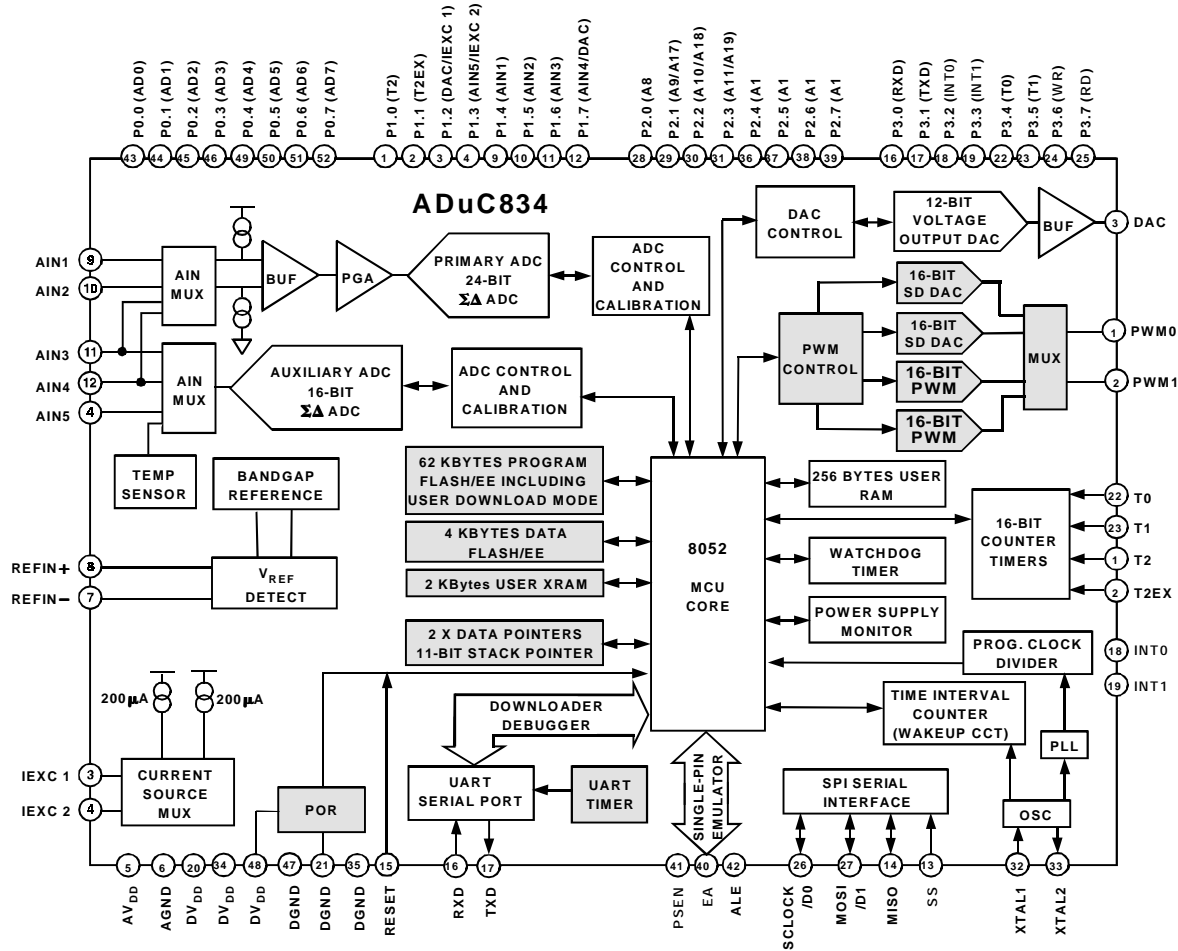 P0.0 (AD0)
P0.1 (AD1)
P0.2 (AD2)
P0.3 (AD3)
P0.4 (AD4)
P0.5 (AD5)
P0.6 (AD6)
P0.7 (AD7)
P1.0 (T2)
P1.1 (T2EX)
P1.2 (DAC/IEXC 1)
P1.3 (AIN5/IEXC 2)
P1.4 (AIN1)
P1.5 (AIN2)
P1.6 (AIN3)
P1.7 (AIN4/DAC)
P2.0 (A8
P2.1 (A9/A17)
P2.2 (A10/A18)
P2.3 (A11/A19)
P2.4 (A1
P2.5 (A1
P2.6 (A1
P2.7 (A1
P3.0 (RXD)
P3.1 (TXD)
P3.2 (INT0)
P3.3 (INT1)
P3.4 (T0)
P3.5 (T1)
P3.6 (WR)
P3.7 (RD)
43 44 45 46 49 50 51 52
1 2 3 4 9 10 11 12
28 29 30 31 36 37 38 39
16 17 18 19 22 23 24 25
ADuC834
AIN1 9
AIN2 10
AIN3 11
AIN4 12
AIN5 4
AIN
MUX
BUF
PGA
PRIMARY ADC
24-BIT
ΣΔ ADC
ADC
CONTROL
AND
CALIBRATION
DAC
CONTROL
12-BIT
VOLTAGE
OUTPUT DAC
BUF
3 DAC
AIN
MUX
AUXILIARY ADC
16-BIT
ΣΔ ADC
ADC CONTROL
AND
CALIBRATION
PWM
CONTROL
16-BIT
SD DAC
16-BIT
SD DAC
16-BIT
PWM
16-BIT
PWM
MUX
1 PWM0
2 PWM1
TEMP
SENSOR
BANDGAP
REFERENCE
REFIN+ 8
REFIN− 7
VREF
DETECT
62 KBYTES PROGRAM
FLASH/EE INCLUDING
USER DOWNLOAD MODE
4 KBYTES DATA
FLASH/EE
2 KBytes USER XRAM
2 X DATA POINTERS
11-BIT STACK POINTER
8052
MCU
CORE
256 BYTES USER
RAM
WATCHDOG
TIMER
POWER SUPPLY
MONITOR
16-BIT
COUNTER
TIMERS
22 T0
23 T1
1 T2
2 T2EX
18 INT0
19 INT1
PROG. CLOCK
DIVIDER
TIME INTERVAL
COUNTER
(WAKEUP CCT)
PLL
OSC
200μA
200μA
IEXC 1 3
IEXC 2 4
CURRENT
SOURCE
MUX
POR
DOWNLOADER
DEBUGGER
UART
SERIAL PORT
UART
TIMER
SINGLE-PIN
EMULATOR
SPI SERIAL
INTERFACE
5 6 20 34 48 47 21 35 15 16 17 41 40 42 26 27 14 13 32 33
AVDD
AGND
DVDD
DVDD
DVDD
DGND
DGND
DGND
RESET
RXD
TXD
PSEN
EA
ALE
SCLOCK
/D0
MOSI
/D1
MISO
SS
XTAL1
XTAL2